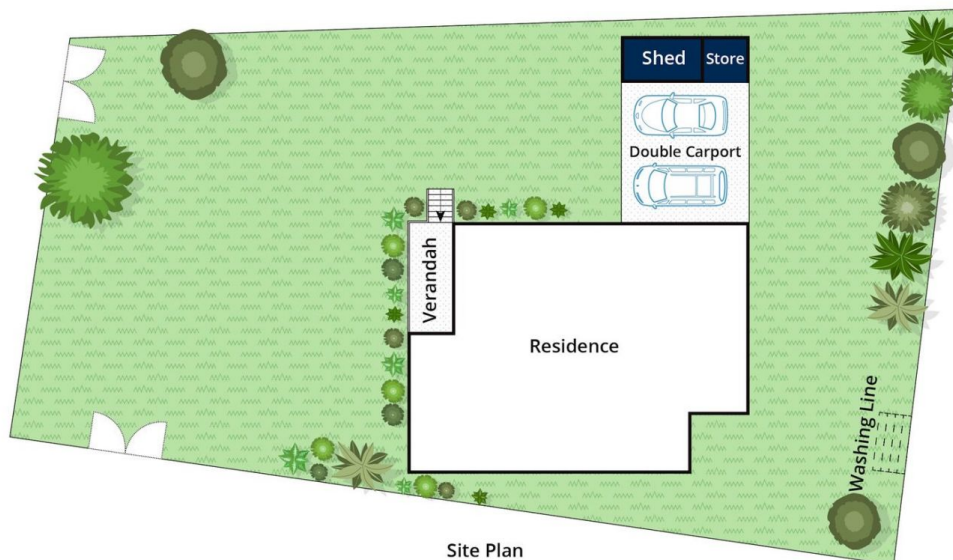 Shed
Store
Double Carport
Verandah
Residence
Washing Line
Site Plan